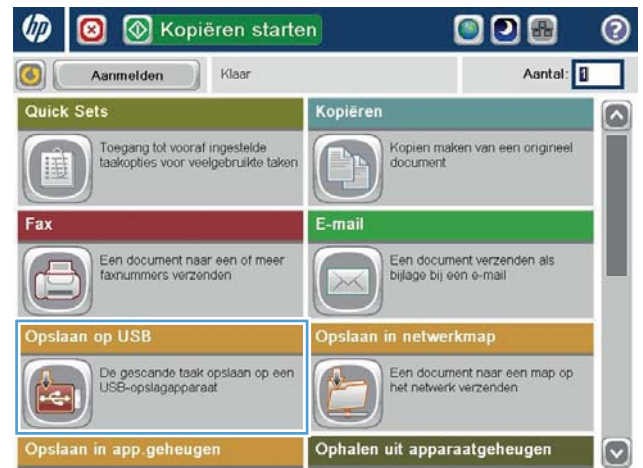 hp
Kopiëren starten
?
Aanmelden
Klaar
Aantal: 1
Quick Sets
Toegang tot vooraf ingestelde
taakopties voor veelgebruikte taken
Kopiëren
Kopien maken van een origineel
document
Fax
Een document naar een of meer
faxnummers verzenden
E-mail
Een document verzenden als
bijlage bij een e-mail
Opslaan op USB
De gescande taak opslaan op een
USB-opslagapparaat
Opslaan in netwerkmap
Een document naar een map op
het netwerk verzenden
Opslaan in app.geheugen
Ophalen uit apparaatgeheugen